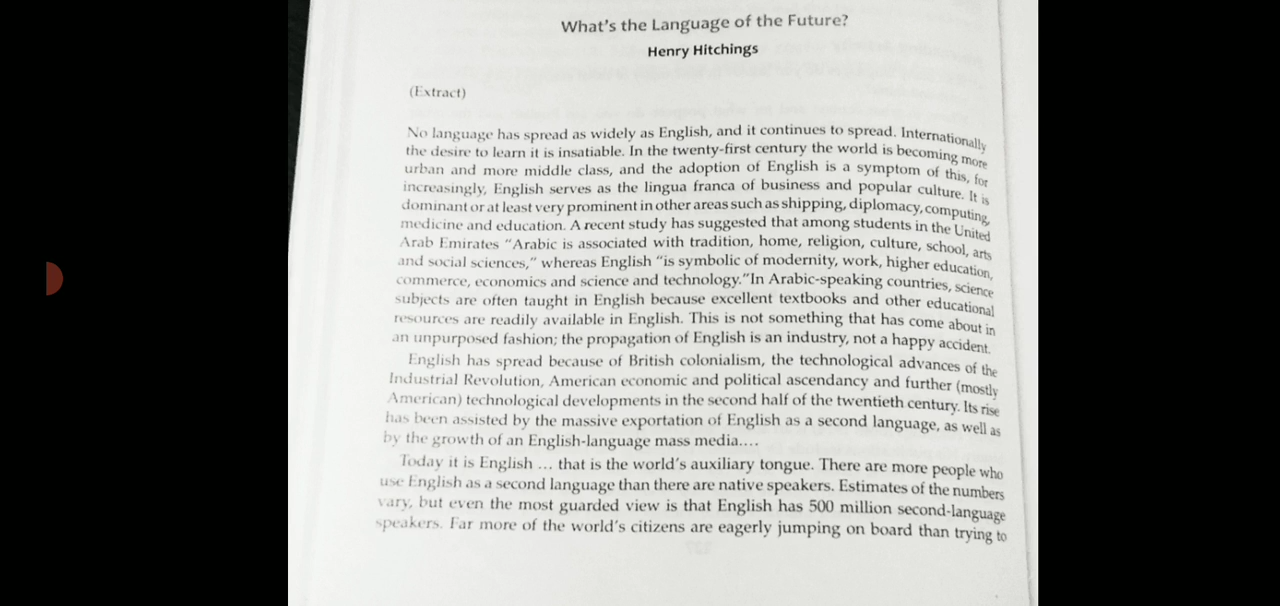 What's the Language of the Future?
Henry Hitchings
(Extract)
No language has spread as widely as English, and it continues to spread. Internationally
the desire to learn it is insatiable. In the twenty-first century the world is becoming more
urban and more middle class, and the adoption of English is a symptom of this, for
increasingly, English serves as the lingua franca of business and popular culture. It is
dominant or at least very prominent in other areas such as shipping, diplomacy, computing,
medicine and education. A recent study has suggested that among students in the United
Arab Emirates "Arabic is associated with tradition, home, religion, culture, school, arts
and social sciences," whereas English "is symbolic of modernity, work, higher education,
commerce, economics and science and technology."In Arabic-speaking countries, science
subjects are often taught in English because excellent textbooks and other educational
resources are readily available in English. This is not something that has come about in
an unpurposed fashion; the propagation of English is an industry, not a happy accident.
English has spread because of British colonialism, the technological advances of the
Industrial Revolution, American economic and political ascendancy and further (mostly
American) technological developments in the second half of the twentieth century. Its rise
has been assisted by the massive exportation of English as a second language, as well as
by the growth of an English-language mass media....
Today it is English ... that is the world's auxiliary tongue. There are more people who
use English as a second language than there are native speakers. Estimates of the numbers
vary, but even the most guarded view is that English has 500 million second-language
speakers. Far more of the world's citizens are eagerly jumping on board than trying to